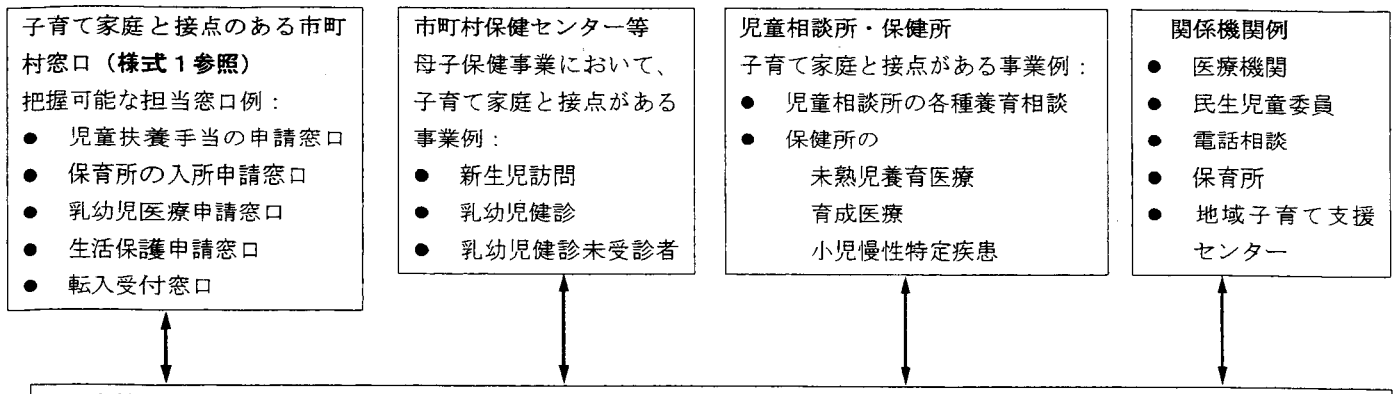 子育て家庭と接点のある市町
村窓口（様式１参照）
把握可能な担当窓口例：
● 児童扶養手当の申請窓口
● 保育所の入所申請窓口
● 乳幼児医療申請窓口
● 生活保護申請窓口
● 転入受付窓口
市町村保健センター等
母子保健事業において、
子育て家庭と接点がある
事業例：
● 新生児訪問
● 乳幼児健診
● 乳幼児健診未受診者
児童相談所・保健所
子育て家庭と接点がある事業例：
● 児童相談所の各種養育相談
● 保健所の
未熟児養育医療
育成医療
小児慢性特定疾患
関係機関例
● 医療機関
● 民生児童委員
● 電話相談
● 保育所
● 地域子育て支援
センター